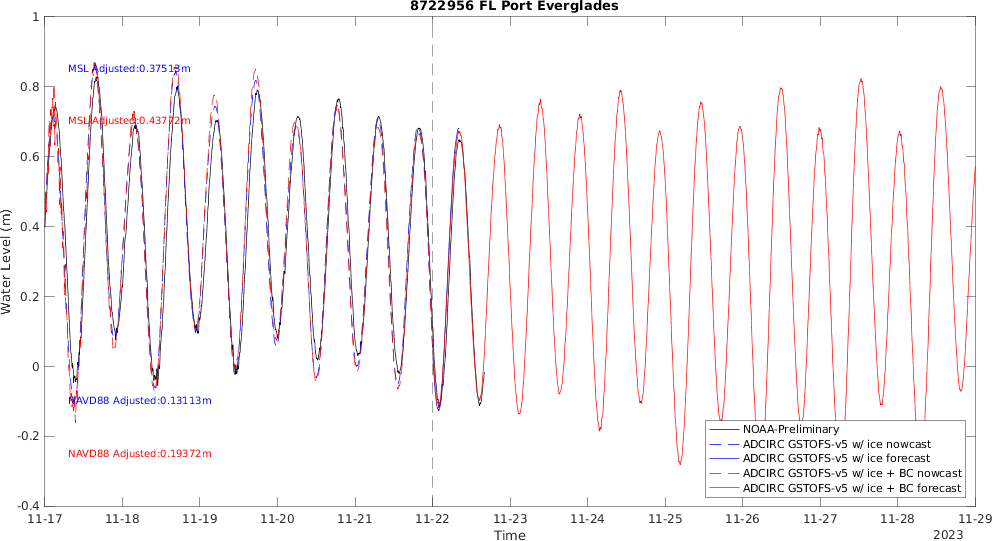 8722956 FL Port Everglades
Water Level (m)
1
0.8
0.6
0.4
0.2
0
-0.2
-0.4
MSL Adjusted:0.37513m
MSL Adjusted:0.43772m
NAVD88 Adjusted:0.13113m
NAVD88 Adjusted:0.19372m
NOAA-Preliminary
ADCIRC GSTOFS-v5 w/ ice nowcast
ADCIRC GSTOFS-v5 w/ ice forecast
ADCIRC GSTOFS-v5 w/ ice + BC nowcast
ADCIRC GSTOFS-v5 w/ ice + BC forecast
11-17 11-18 11-19 11-20 11-21 11-22 11-23 11-24 11-25 11-26 11-27 11-28 11-29
Time
2023